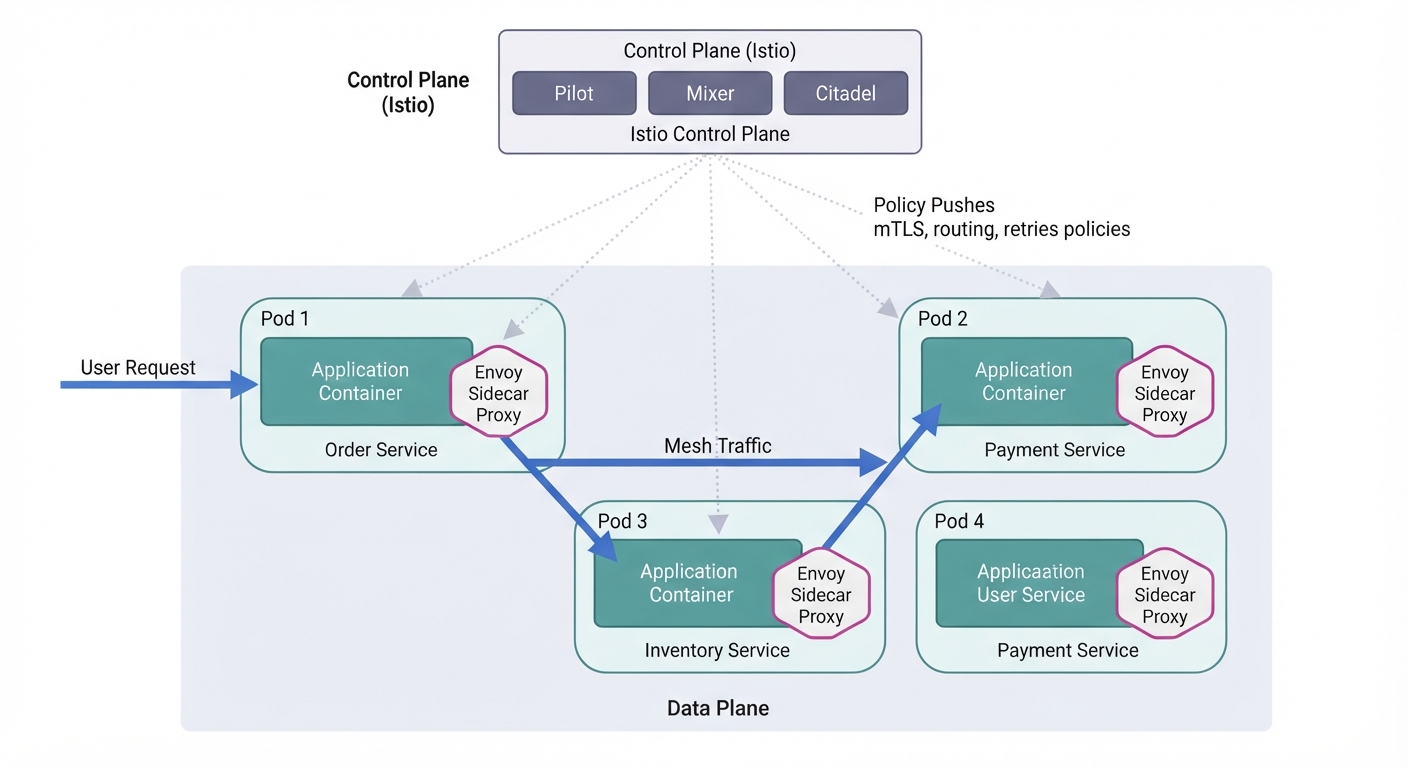 Control Plane (Istio)
Control Plane
(Istio)
Pilot
Mixer
Citadel
Istio Control Plane
Policy Pushes
mTLS, routing, retries policies
User Request
Pod 1
Application
Container
Envoy
Sidecar
Proxy
Order Service
Mesh Traffic
Pod 2
Application
Container
Envoy
Sidecar
Proxy
Payment Service
Pod 3
Application
Container
Envoy
Sidecar
Proxy
Inventory Service
Pod 4
Applicaation
User Service
Envoy
Sidecar
Proxy
Payment Service
Data Plane